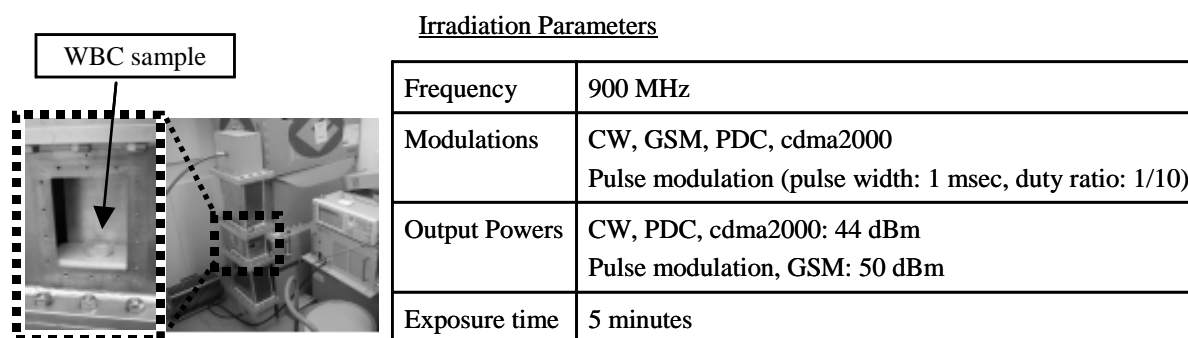 Irradiation Parameters
WBC sample
Frequency 900 MHz
Modulations CW, GSM, PDC, cdma2000
Pulse modulation (pulse width: 1 msec, duty ratio: 1/10)
Output Powers CW, PDC, cdma2000: 44 dBm
Pulse modulation, GSM: 50 dBm
Exposure time 5 minutes